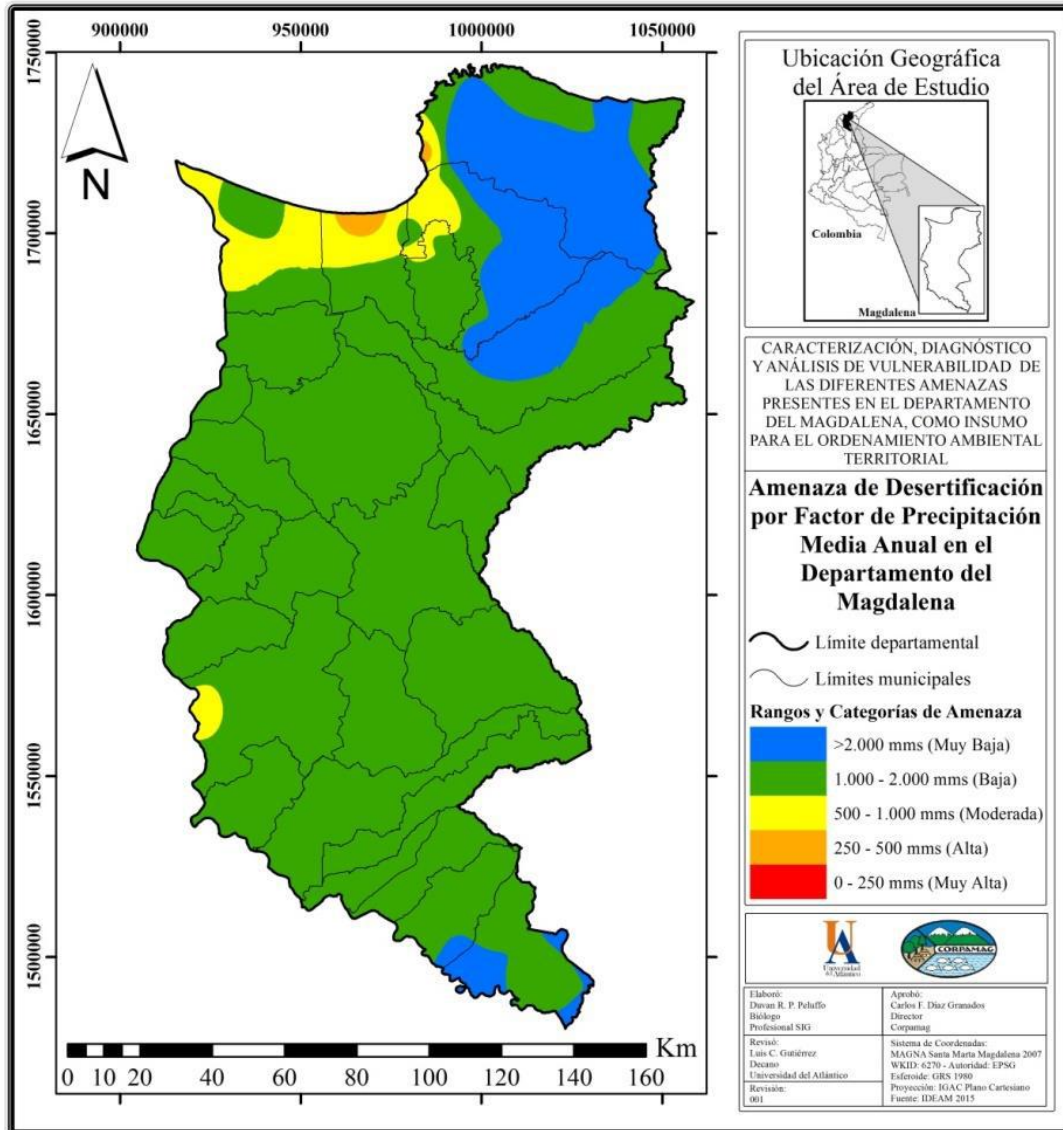 900000 950000 1000000 1050000
1750000
1700000
1650000
1600000
1550000
1500000
N
Km
0 10 20 40 60 80 100 120 140 160
Ubicación Geográfica
del Área de Estudio
Colombia
Magdalena
CARACTERIZACIÓN, DIAGNÓSTICO
Y ANÁLISIS DE VULNERABILIDAD DE
LAS DIFERENTES AMENAZAS
PRESENTES EN EL DEPARTAMENTO
DEL MAGDALENA, COMO INSUMO
PARA EL ORDENAMIENTO AMBIENTAL
TERRITORIAL
Amenaza de Desertificación
por Factor de Precipitación
Media Anual en el
Departamento del
Magdalena
Límite departamental
Límites municipales
Rangos y Categorías de Amenaza
>2.000 mms (Muy Baja)
1.000 - 2.000 mms (Baja)
500 - 1.000 mms (Moderada)
250 - 500 mms (Alta)
0 - 250 mms (Muy Alta)
UA
Universidad
del Atlántico
CORPAMAG
Elaboró:
Duvan R. P. Peluffo
Biólogo
Profesional SIG
Aprobó:
Carlos F. Díaz Granados
Director
Corpamag
Revisó:
Luis C. Gutiérrez
Decano
Universidad del Atlántico
Revisión:
001
Sistema de Coordenadas:
MAGNA Santa Marta Magdalena 2007
WKID: 6270 - Autoridad: EPSG
Esferoide: GRS 1980
Proyección: IGAC Plano Cartesiano
Fuente: IDEAM 2015